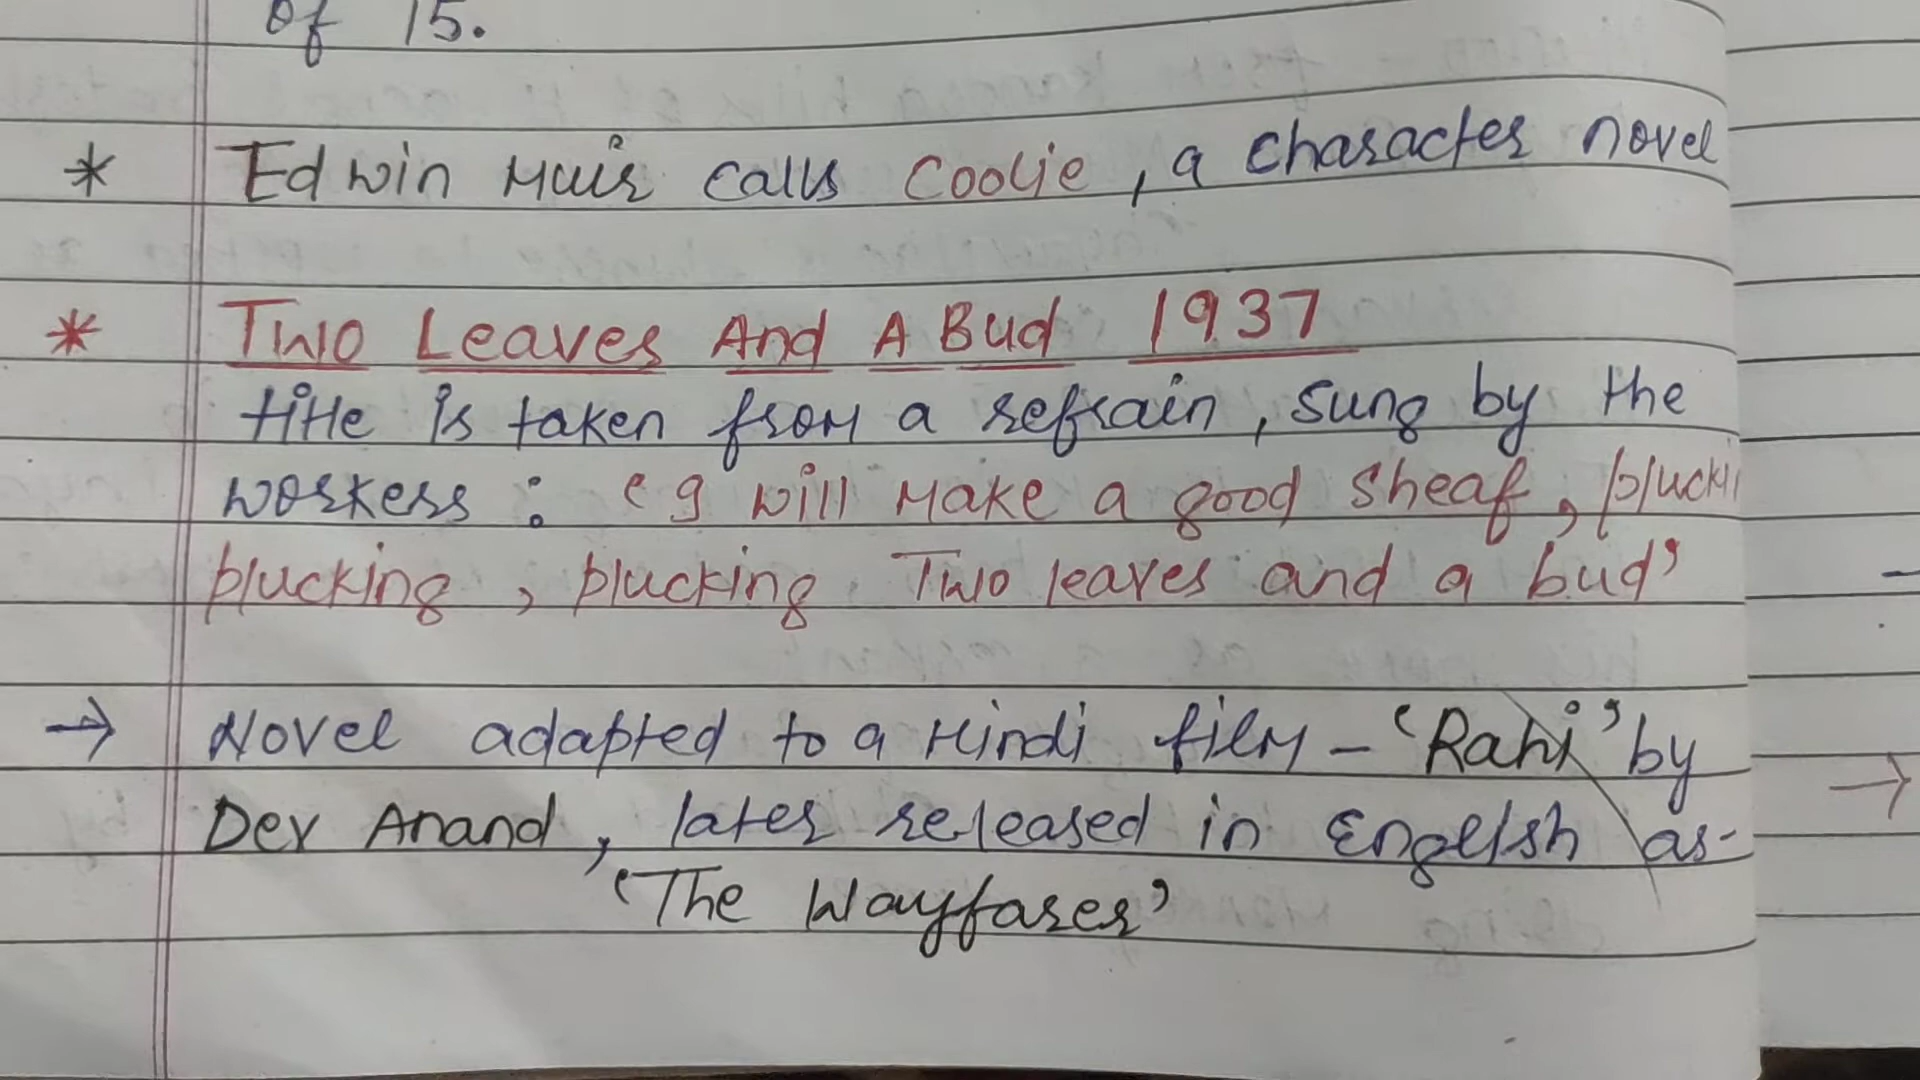 of 15.
* Edwin Muir calls Coolie, a character novel
* Two Leaves And A Bud 1937
title is taken from a refrain, sung by the
workers : 'I will make a good sheaf, plucki
plucking, plucking. Two leaves and a bud'
→ Novel adapted to a Hindi film - 'Rahi' by
Dev Anand, later released in English as-
'The Wayfarer'